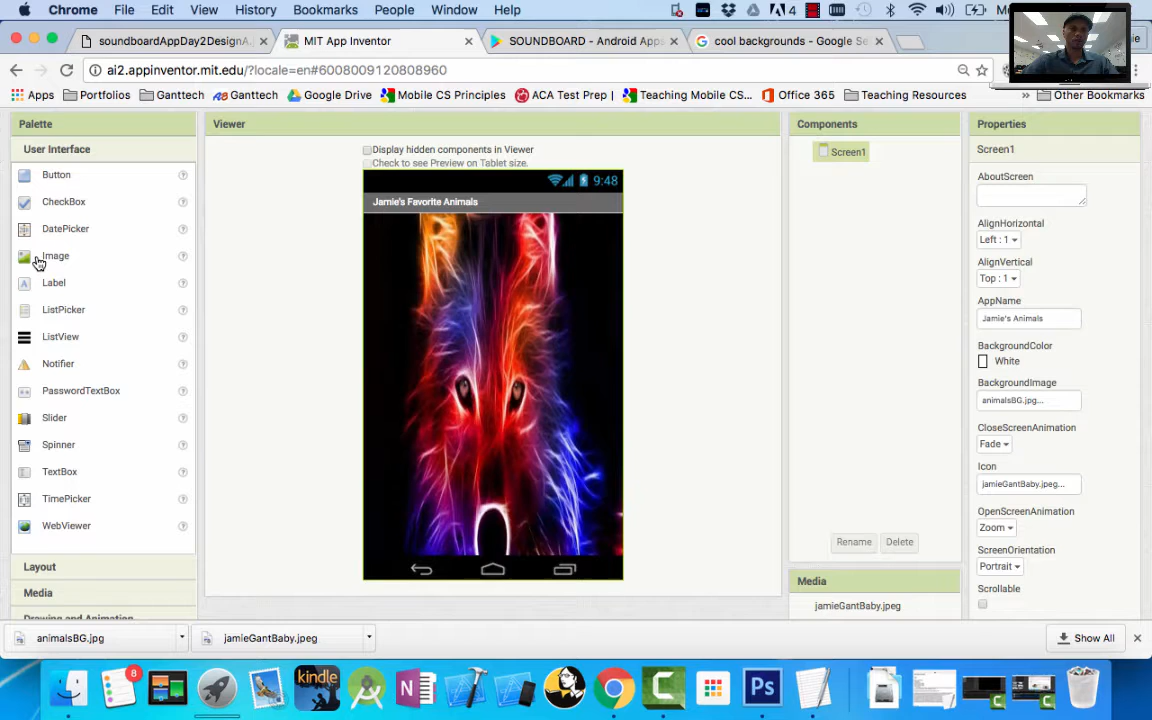 Chrome File Edit View History Bookmarks People Window Help
4
soundboardAppDay2DesignA
MIT App Inventor
SOUNDBOARD - Android Apps
cool backgrounds - Google Se
ai2.appinventor.mit.edu/?locale=en#6008009120808960
Apps Portfolios Ganttech Ganttech Google Drive Mobile CS Principles ACA Test Prep | Teaching Mobile CS... Office 365 Teaching Resources » Other Bookmarks
Palette
Viewer
Components
Properties
User Interface
Button
CheckBox
DatePicker
Image
Label
ListPicker
ListView
Notifier
PasswordTextBox
Slider
Spinner
TextBox
TimePicker
WebViewer
Layout
Media
Drawing and Animation
Display hidden components in Viewer
Check to see Preview on Tablet size.
9:48
Jamie's Favorite Animals
Screen1
Rename
Delete
Media
jamieGantBaby.jpeg
Screen1
AboutScreen
AlignHorizontal
Left : 1
AlignVertical
Top : 1
AppName
Jamie's Animals
BackgroundColor
White
BackgroundImage
animalsBG.jpg...
CloseScreenAnimation
Fade
Icon
jamieGantBaby.jpeg...
OpenScreenAnimation
Zoom
ScreenOrientation
Portrait
Scrollable
animalsBG.jpg
jamieGantBaby.jpeg
Show All
8
kindle
Ps